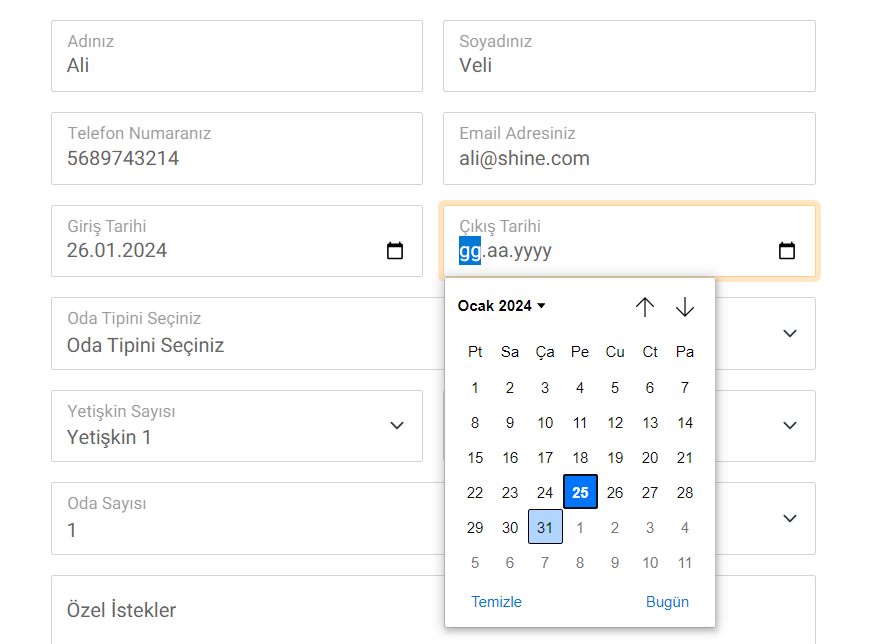 Adınız
Ali
Soyadınız
Veli
Telefon Numaranız
5689743214
Email Adresiniz
ali@shine.com
Giriş Tarihi
26.01.2024
Çıkış Tarihi
gg.aa.yyyy
Oda Tipini Seçiniz
Oda Tipini Seçiniz
Yetişkin Sayısı
Yetişkin 1
Oda Sayısı
1
Özel İstekler
Ocak 2024
Pt Sa Ça Pe Cu Ct Pa
1 2 3 4 5 6 7
8 9 10 11 12 13 14
15 16 17 18 19 20 21
22 23 24 25 26 27 28
29 30 31 1 2 3 4
5 6 7 8 9 10 11
Temizle Bugün